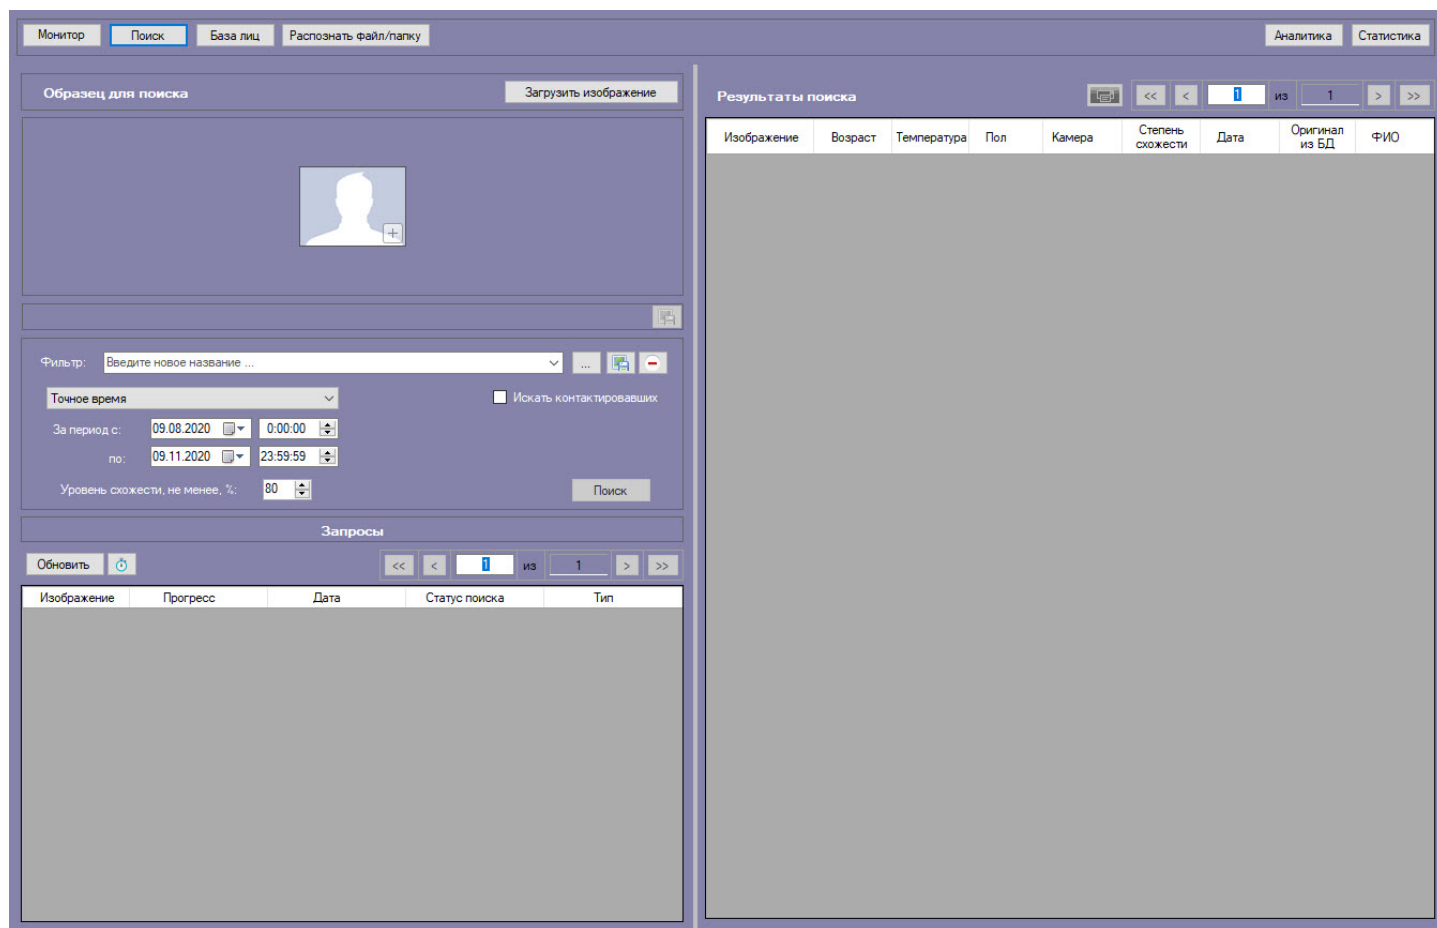 Монитор Поиск База лиц Распознать файл/папку Аналитика Статистика
Образец для поиска Загрузить изображение
Фильтр: Введите новое название ... ...
Точное время Искать контактировавших
За период с: 09.08.2020 0:00:00
по: 09.11.2020 23:59:59
Уровень схожести, не менее, %: 80 Поиск
Запросы
Обновить << < 1 из 1 > >>
Изображение Прогресс Дата Статус поиска Тип
Результаты поиска << < 1 из 1 > >>
Изображение Возраст Температура Пол Камера Степень схожести Дата Оригинал из БД ФИО